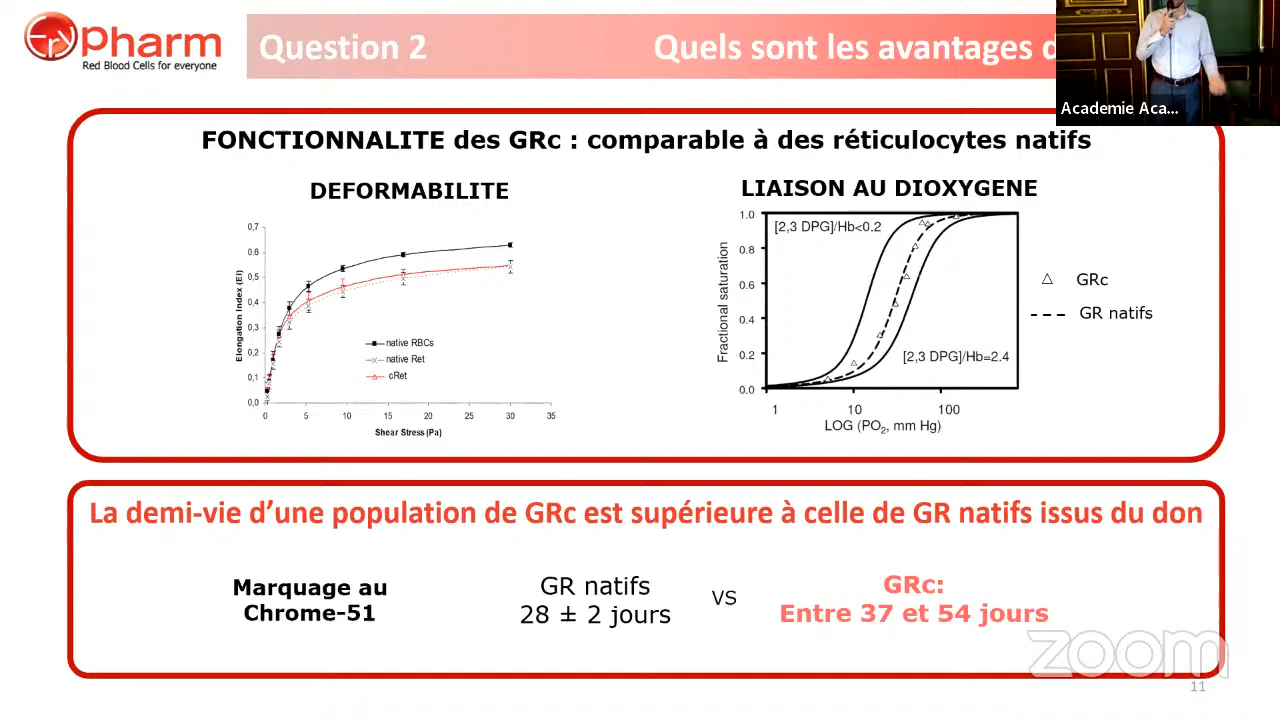 EryPharm
Red Blood Cells for everyone
Question 2
Quels sont les avantages d
Academie Aca...
FONCTIONNALITE des GRc : comparable à des réticulocytes natifs
DEFORMABILITE
Elongation Index (EI)
0,7
0,6
0,5
0,4
0,3
0,2
0,1
0,0
0 5 10 15 20 25 30 35
Shear Stress (Pa)
native RBCs
native Ret
cRet
LIAISON AU DIOXYGENE
Fractional saturation
1.0
0.8
0.6
0.4
0.2
0.0
[2,3 DPG]/Hb<0.2
[2,3 DPG]/Hb=2.4
1 10 100
LOG (PO2, mm Hg)
GRc
GR natifs
La demi-vie d’une population de GRc est supérieure à celle de GR natifs issus du don
Marquage au
Chrome-51
GR natifs
28 ± 2 jours
VS
GRc:
Entre 37 et 54 jours
zoom
11